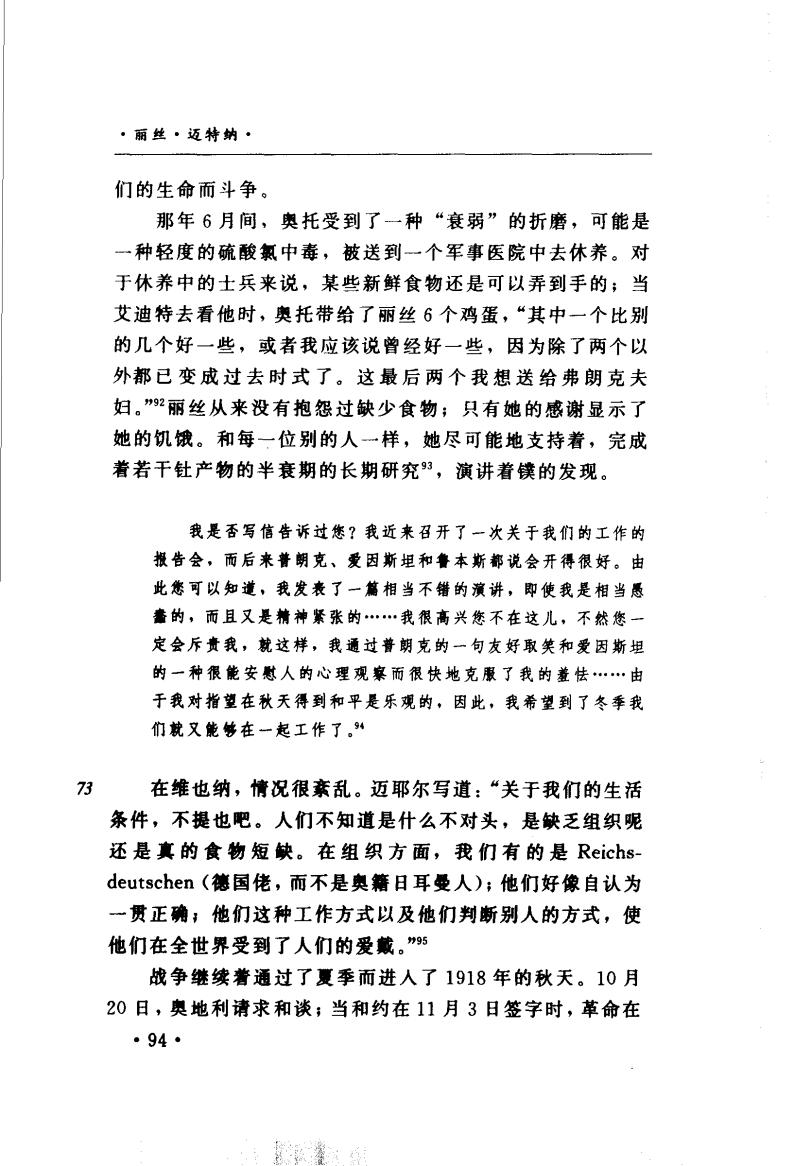 ·丽丝·迈特纳·
们的生命而斗争。
那年6月间，奥托受到了一种“衰弱”的折磨，可能是
一种轻度的硫酸氯中毒，被送到一个军事医院中去休养。对
于休养中的士兵来说，某些新鲜食物还是可以弄到手的；当
艾迪特去看他时，奥托带给了丽丝6个鸡蛋，“其中一个比别
的几个好一些，或者我应该说曾经好一些，因为除了两个以
外都已变成过去时式了。这最后两个我想送给弗朗克夫
妇。”92丽丝从来没有抱怨过缺少食物；只有她的感谢显示了
她的饥饿。和每一位别的人一样，她尽可能地支持着，完成
着若干钍产物的半衰期的长期研究93，演讲着镤的发现。
我是否写信告诉过您？我近来召开了一次关于我们的工作的
报告会，而后来普朗克、爱因斯坦和鲁本斯都说会开得很好。由
此您可以知道，我发表了一篇相当不错的演讲，即使我是相当愚
蠢的，而且又是精神紧张的……我很高兴您不在这儿，不然您一
定会斥责我，就这样，我通过普朗克的一句友好取笑和爱因斯坦
的一种很能安慰人的心理观察而很快地克服了我的羞怯……由
于我对指望在秋天得到和平是乐观的，因此，我希望到了冬季我
们就又能够在一起工作了。94
73 在维也纳，情况很紊乱。迈耶尔写道：“关于我们的生活
条件，不提也吧。人们不知道是什么不对头，是缺乏组织呢
还是真的食物短缺。在组织方面，我们有的是 Reichs-
deutschen（德国佬，而不是奥籍日耳曼人）；他们好像自认为
一贯正确；他们这种工作方式以及他们判断别人的方式，使
他们在全世界受到了人们的爱戴。”95
战争继续着通过了夏季而进人了1918年的秋天。10月
20日，奥地利请求和谈；当和约在11月3日签字时，革命在
·94·